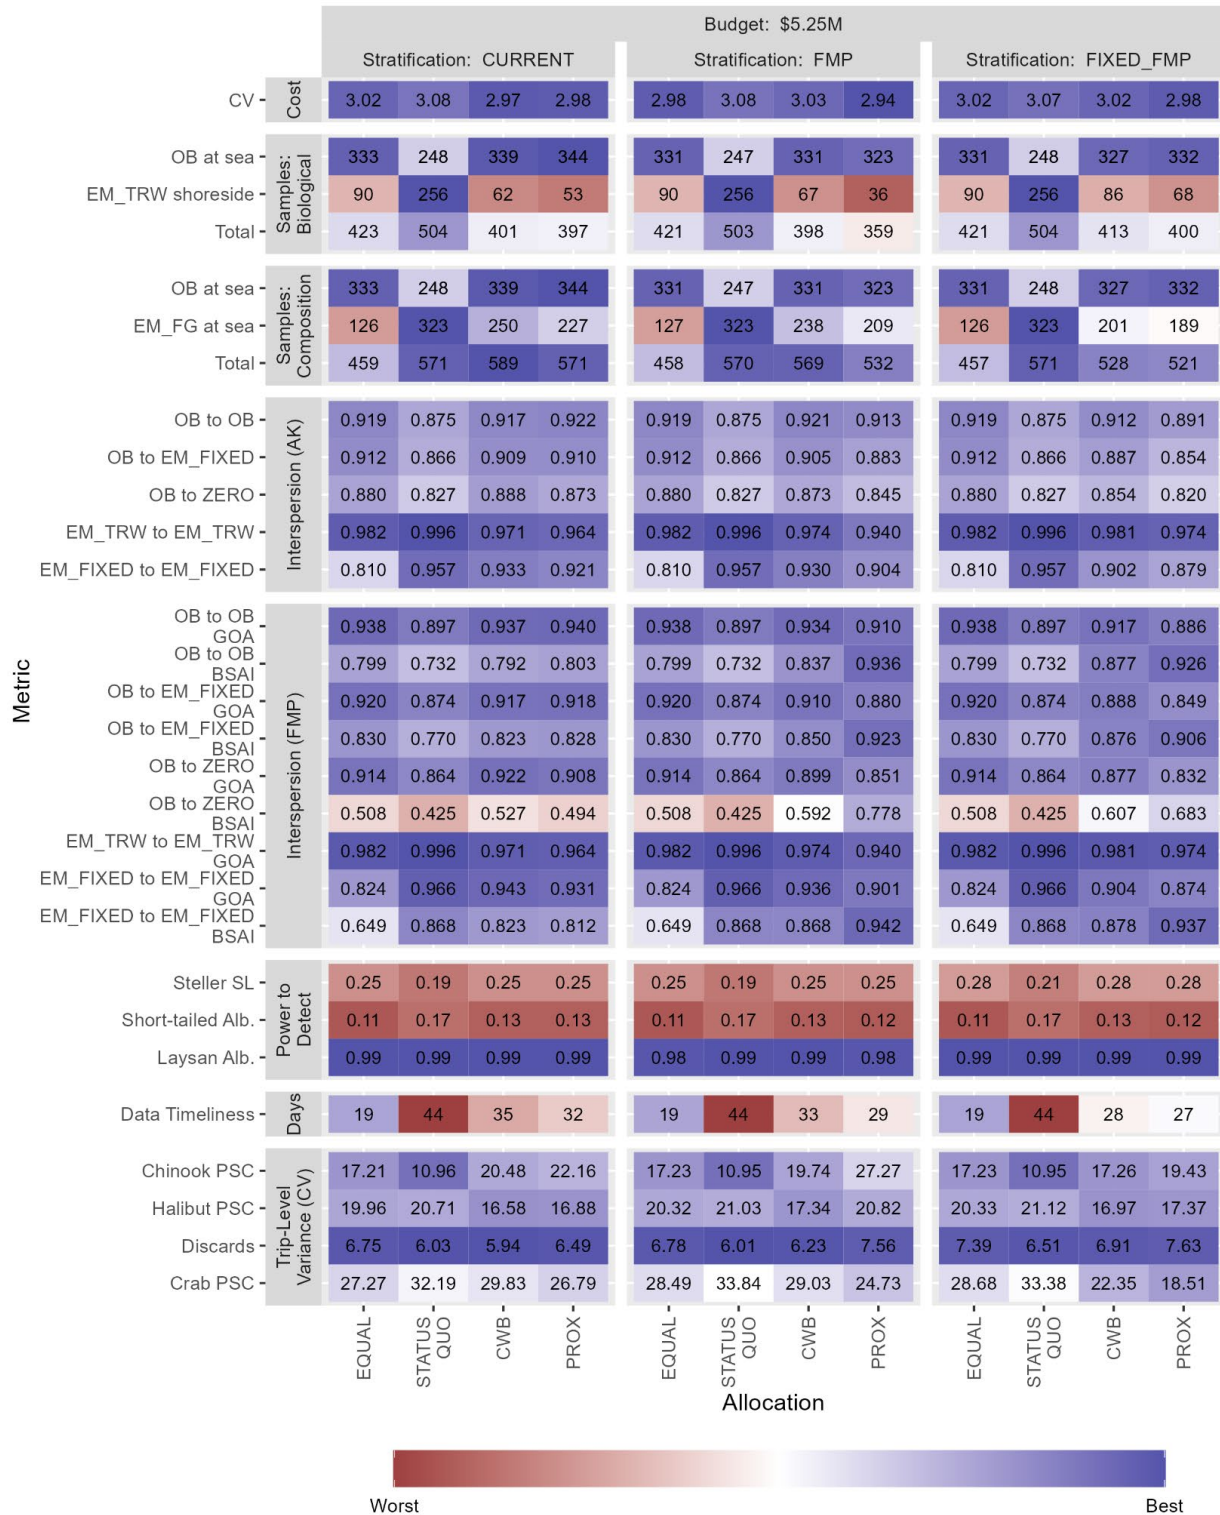 Budget: $5.25M
Stratification: CURRENT Stratification: FMP Stratification: FIXED_FMP
Metric
Cost
CV 3.02 3.08 2.97 2.98 2.98 3.08 3.03 2.94 3.02 3.07 3.02 2.98
Samples:
Biological
OB at sea 333 248 339 344 331 247 331 323 331 248 327 332
EM_TRW shoreside 90 256 62 53 90 256 67 36 90 256 86 68
Total 423 504 401 397 421 503 398 359 421 504 413 400
Samples:
Composition
OB at sea 333 248 339 344 331 247 331 323 331 248 327 332
EM_FG at sea 126 323 250 227 127 323 238 209 126 323 201 189
Total 459 571 589 571 458 570 569 532 457 571 528 521
Interspersion (AK)
OB to OB 0.919 0.875 0.917 0.922 0.919 0.875 0.921 0.913 0.919 0.875 0.912 0.891
OB to EM_FIXED 0.912 0.866 0.909 0.910 0.912 0.866 0.905 0.883 0.912 0.866 0.887 0.854
OB to ZERO 0.880 0.827 0.888 0.873 0.880 0.827 0.873 0.845 0.880 0.827 0.854 0.820
EM_TRW to EM_TRW 0.982 0.996 0.971 0.964 0.982 0.996 0.974 0.940 0.982 0.996 0.981 0.974
EM_FIXED to EM_FIXED 0.810 0.957 0.933 0.921 0.810 0.957 0.930 0.904 0.810 0.957 0.902 0.879
Interspersion (FMP)
OB to OB
GOA 0.938 0.897 0.937 0.940 0.938 0.897 0.934 0.910 0.938 0.897 0.917 0.886
OB to OB
BSAI 0.799 0.732 0.792 0.803 0.799 0.732 0.837 0.936 0.799 0.732 0.877 0.926
OB to EM_FIXED
GOA 0.920 0.874 0.917 0.918 0.920 0.874 0.910 0.880 0.920 0.874 0.888 0.849
OB to EM_FIXED
BSAI 0.830 0.770 0.823 0.828 0.830 0.770 0.850 0.923 0.830 0.770 0.876 0.906
OB to ZERO
GOA 0.914 0.864 0.922 0.908 0.914 0.864 0.899 0.851 0.914 0.864 0.877 0.832
OB to ZERO
BSAI 0.508 0.425 0.527 0.494 0.508 0.425 0.592 0.778 0.508 0.425 0.607 0.683
EM_TRW to EM_TRW
GOA 0.982 0.996 0.971 0.964 0.982 0.996 0.974 0.940 0.982 0.996 0.981 0.974
EM_FIXED to EM_FIXED
GOA 0.824 0.966 0.943 0.931 0.824 0.966 0.936 0.901 0.824 0.966 0.904 0.874
EM_FIXED to EM_FIXED
BSAI 0.649 0.868 0.823 0.812 0.649 0.868 0.868 0.942 0.649 0.868 0.878 0.937
Power to
Detect
Steller SL 0.25 0.19 0.25 0.25 0.25 0.19 0.25 0.25 0.28 0.21 0.28 0.28
Short-tailed Alb. 0.11 0.17 0.13 0.13 0.11 0.17 0.13 0.12 0.11 0.17 0.13 0.12
Laysan Alb. 0.99 0.99 0.99 0.99 0.98 0.99 0.99 0.98 0.99 0.99 0.99 0.99
Days
Data Timeliness 19 44 35 32 19 44 33 29 19 44 28 27
Trip-Level
Variance (CV)
Chinook PSC 17.21 10.96 20.48 22.16 17.23 10.95 19.74 27.27 17.23 10.95 17.26 19.43
Halibut PSC 19.96 20.71 16.58 16.88 20.32 21.03 17.34 20.82 20.33 21.12 16.97 17.37
Discards 6.75 6.03 5.94 6.49 6.78 6.01 6.23 7.56 7.39 6.51 6.91 7.63
Crab PSC 27.27 32.19 29.83 26.79 28.49 33.84 29.03 24.73 28.68 33.38 22.35 18.51
EQUAL STATUS QUO CWB PROX EQUAL STATUS QUO CWB PROX EQUAL STATUS QUO CWB PROX
Allocation
Worst Best